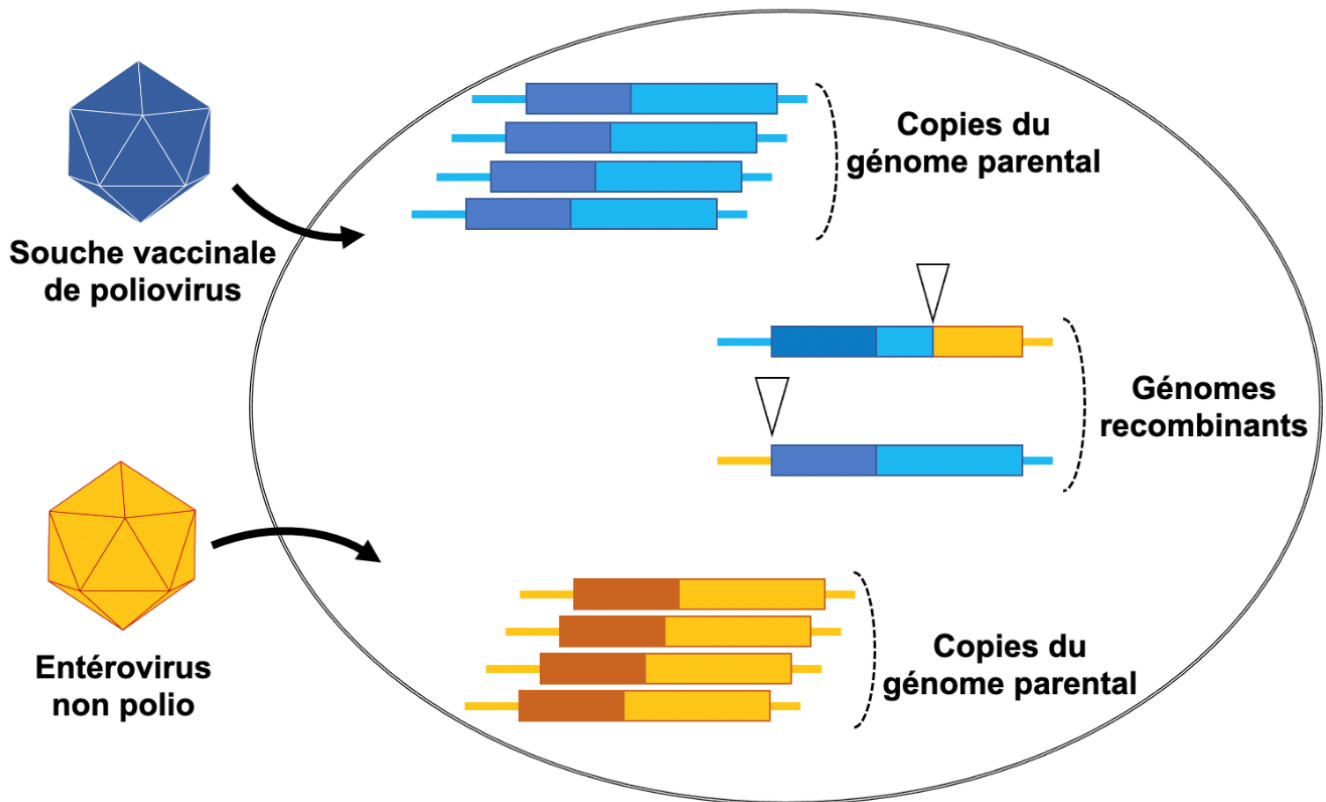 Souche vaccinale
de poliovirus
Copies du
génome parental
Génomes
recombinants
Entérovirus
non polio
Copies du
génome parental